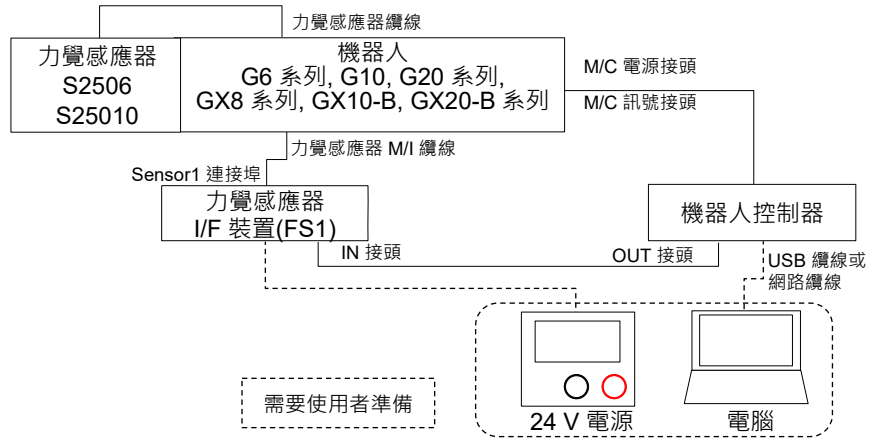 力覺感應器纜線
力覺感應器
S2506
S25010
機器人
G6 系列, G10, G20 系列,
GX8 系列, GX10-B, GX20-B 系列
M/C 電源接頭
M/C 訊號接頭
力覺感應器 M/I 纜線
Sensor1 連接埠
力覺感應器
I/F 裝置(FS1)
機器人控制器
IN 接頭
OUT 接頭
USB 纜線或
網路纜線
需要使用者準備
24 V 電源
電腦